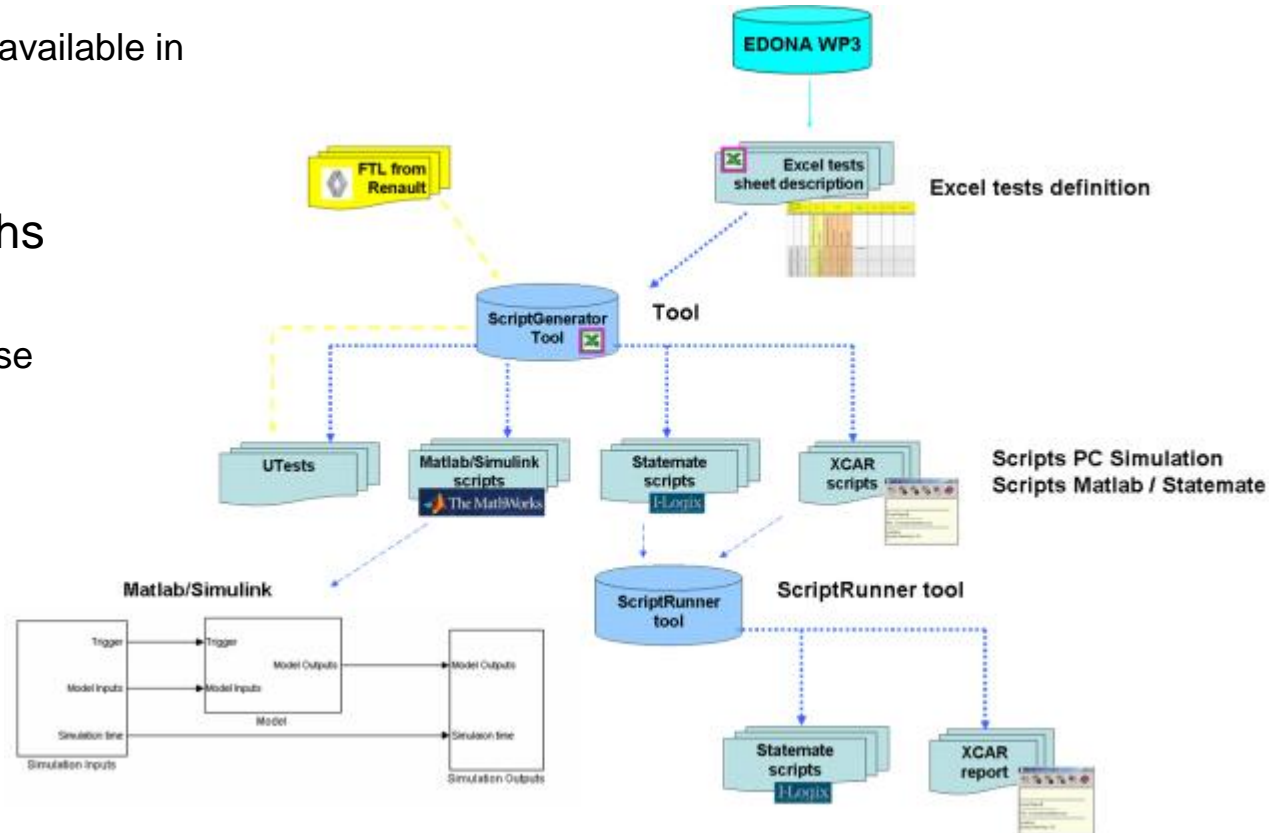 available in
hs
se
EDONA WP3
FTL from
Renault
Excel tests
sheet description
Excel tests definition
ScriptGenerator
Tool
Tool
UTests
Matlab/Simulink
scripts
The MathWorks
Statemate
scripts
I-Logix
XCAR
scripts
Scripts PC Simulation
Scripts Matlab / Statemate
Matlab/Simulink
ScriptRunner
tool
ScriptRunner tool
Trigger
Model Inputs
Simulation time
Simulation Inputs
Trigger
Model Inputs
Model Outputs
Model
Model Outputs
Simulaion time
Simulation Outputs
Statemate
scripts
I-Logix
XCAR
report